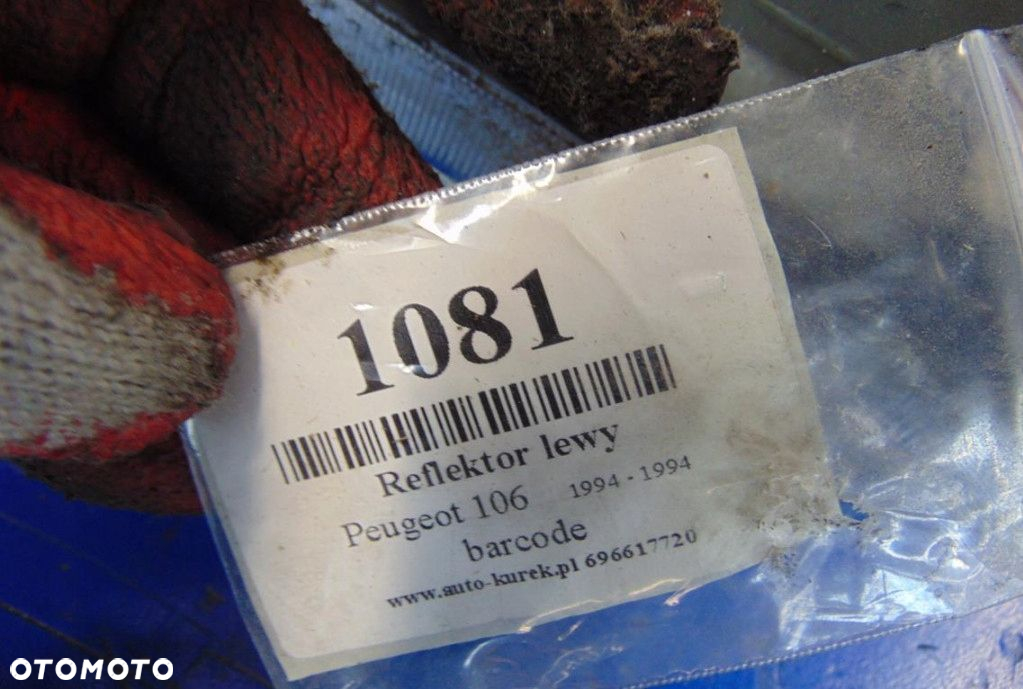 1081
Reflektor lewy
Peugeot 106 1994 - 1994
barcode
www.auto-kurek.pl 696617720
OTOMOTO